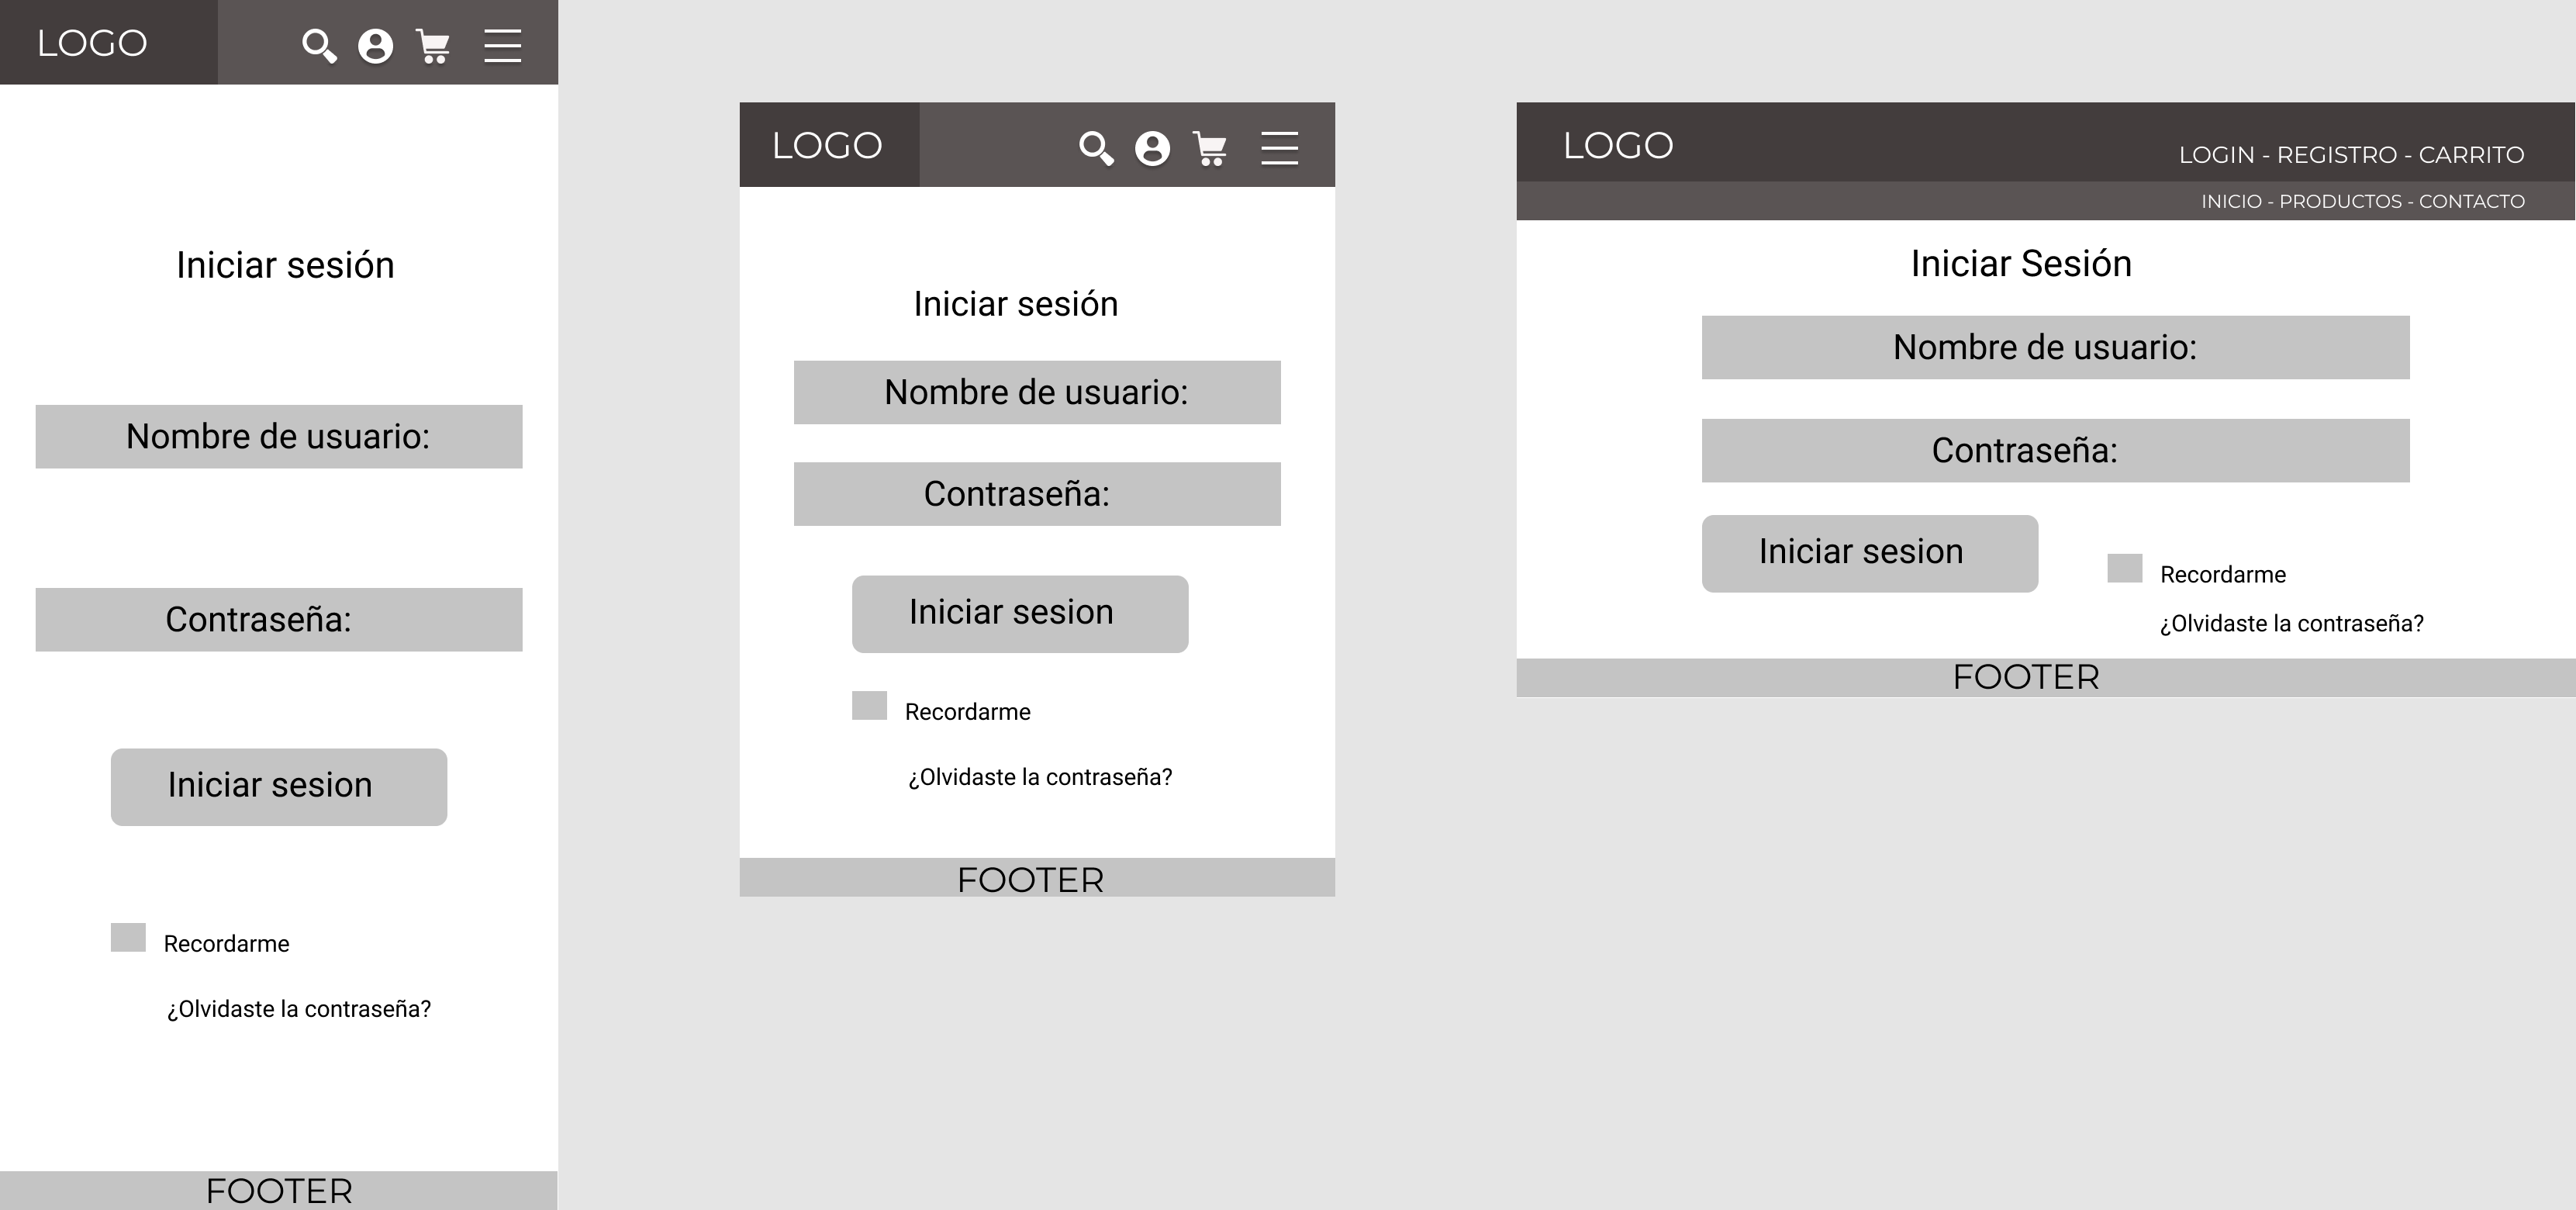 LOGO
Iniciar sesión
Nombre de usuario:
Contraseña:
Iniciar sesion
Recordarme
¿Olvidaste la contraseña?
FOOTER
LOGO
Iniciar sesión
Nombre de usuario:
Contraseña:
Iniciar sesion
Recordarme
¿Olvidaste la contraseña?
FOOTER
LOGO
LOGIN - REGISTRO - CARRITO
INICIO - PRODUCTOS - CONTACTO
Iniciar Sesión
Nombre de usuario:
Contraseña:
Iniciar sesion
Recordarme
¿Olvidaste la contraseña?
FOOTER